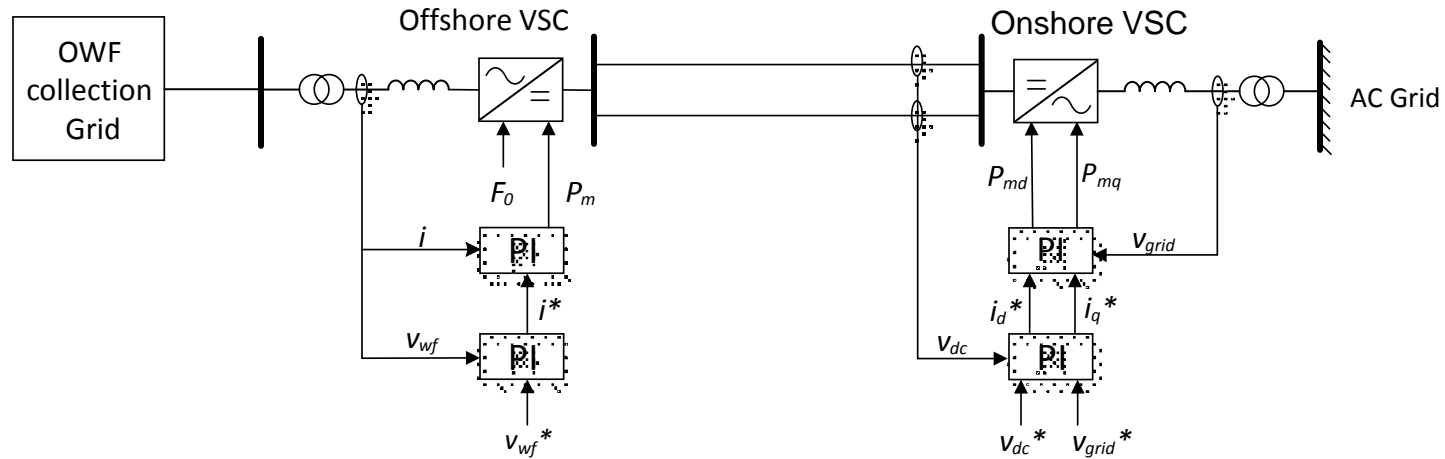 Offshore VSC
Onshore VSC
OWF
collection
Grid
AC Grid
F0
Pm
Pmd
Pmq
i
PI
PI
vgrid
i*
id*
iq*
vwf
PI
vdc
PI
vwf*
vdc*
vgrid*